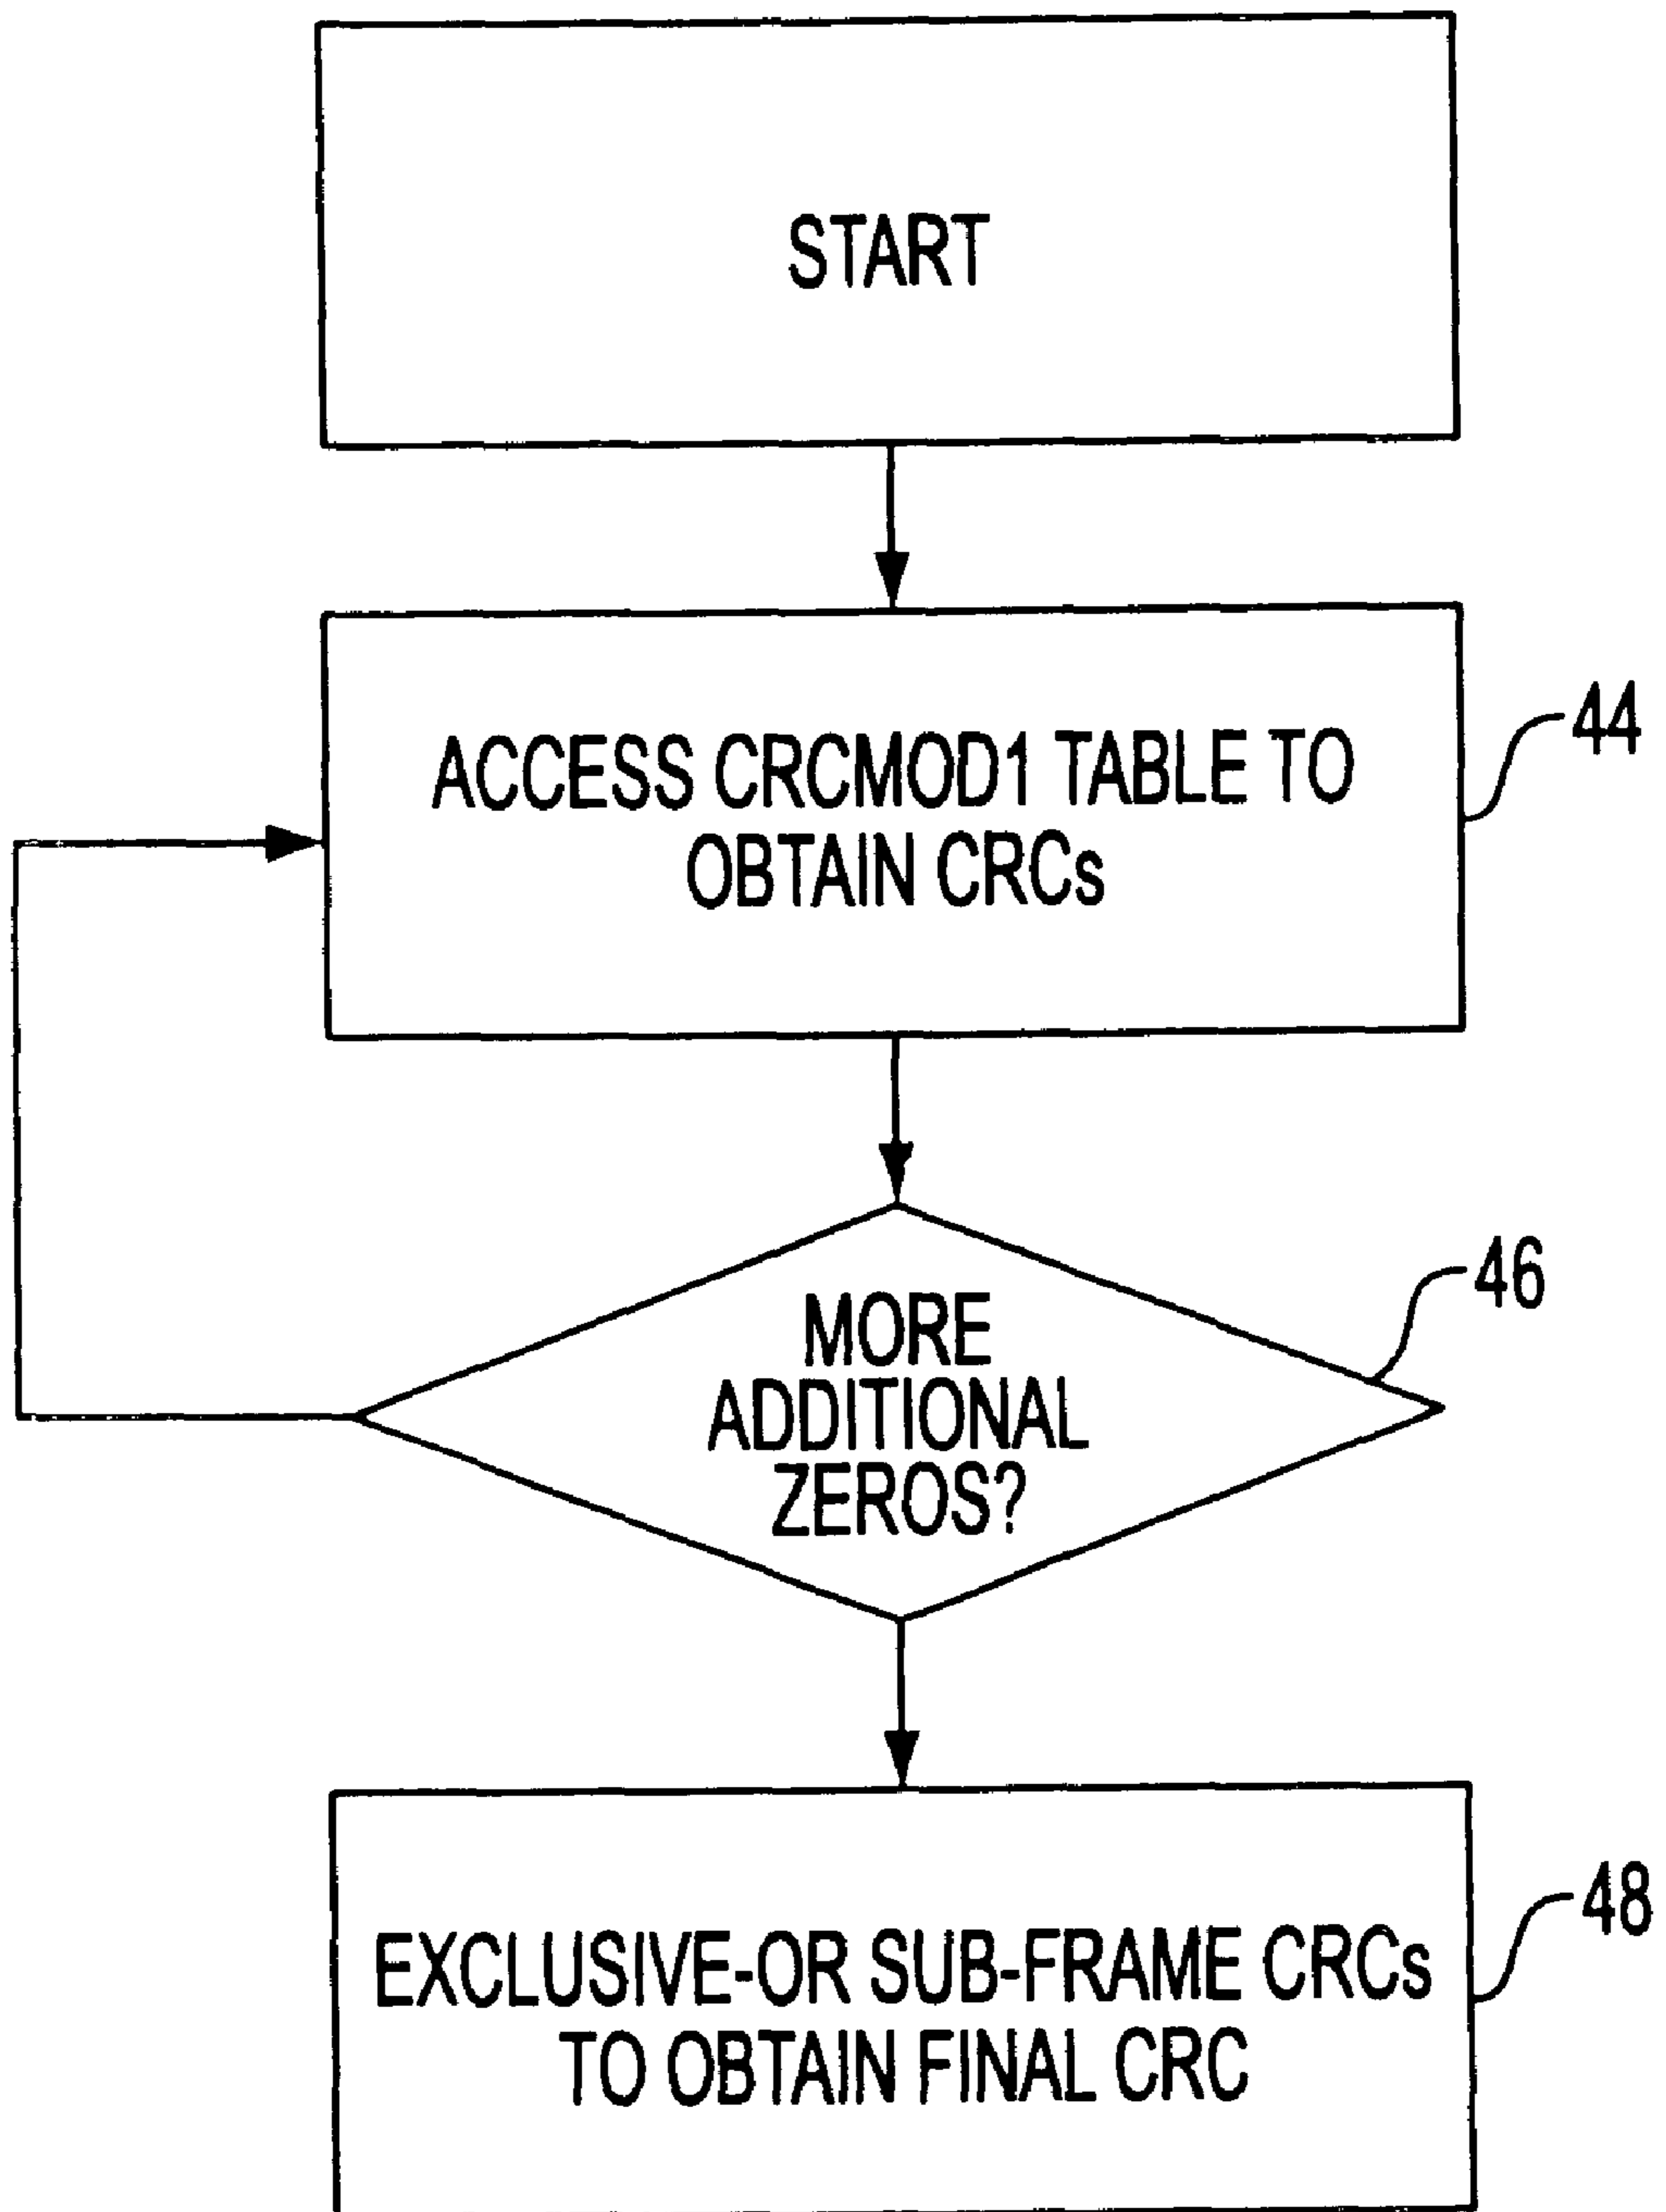 START
ACCESS CRCMOD1 TABLE TO
OBTAIN CRCs
44
MORE
ADDITIONAL
ZEROS?
46
EXCLUSIVE-OR SUB-FRAME CRCs
TO OBTAIN FINAL CRC
48